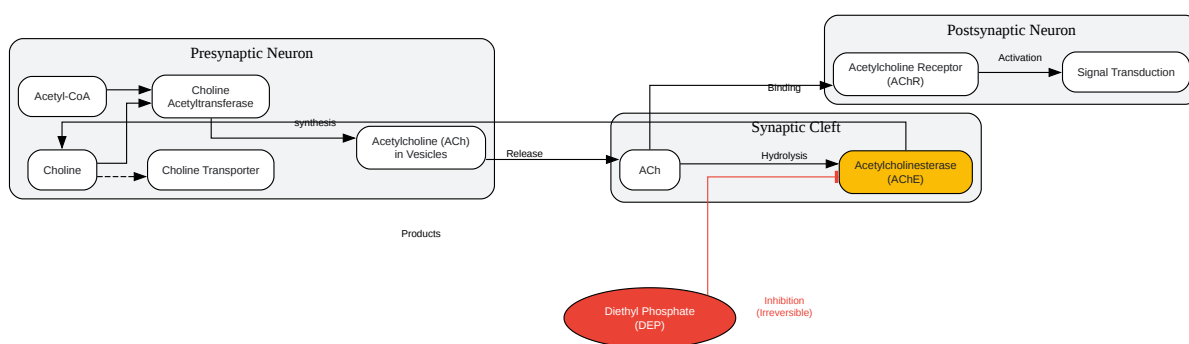 Presynaptic Neuron
Acetyl-CoA
Choline
Acetyltransferase
synthesis
Choline
Choline Transporter
Acetylcholine (ACh)
in Vesicles
Release
Products
Postsynaptic Neuron
Acetylcholine Receptor
(AChR)
Activation
Signal Transduction
Binding
Synaptic Cleft
ACh
Hydrolysis
Acetylcholinesterase
(AChE)
Diethyl Phosphate
(DEP)
Inhibition
(Irreversible)